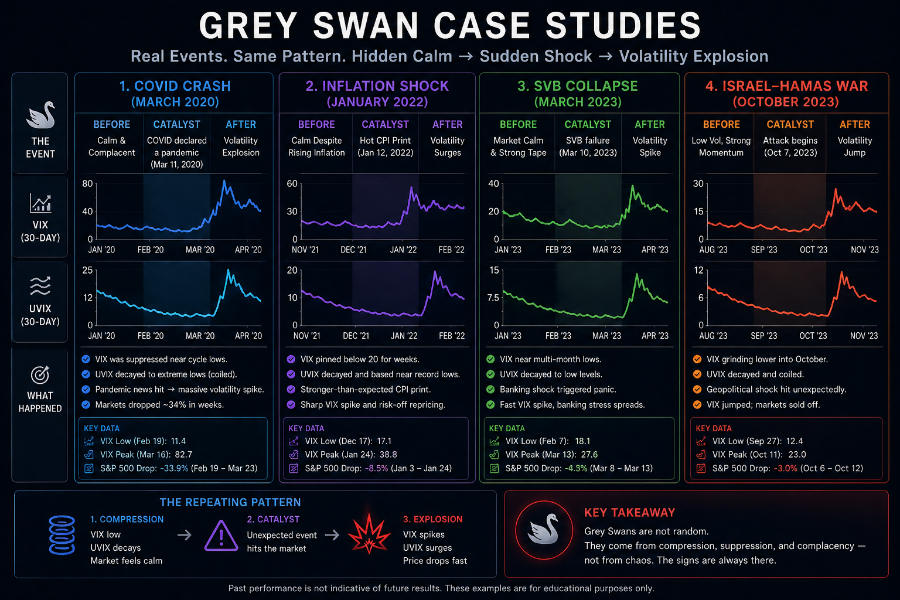 GREY SWAN CASE STUDIES
Real Events. Same Pattern. Hidden Calm → Sudden Shock → Volatility Explosion
THE
EVENT
1. COVID CRASH
(MARCH 2020)
BEFORE
Calm &
Complacent
CATALYST
COVID declared
a pandemic
(Mar 11, 2020)
AFTER
Volatility
Explosion
2. INFLATION SHOCK
(JANUARY 2022)
BEFORE
Calm Despite
Rising Inflation
CATALYST
Hot CPI Print
(Jan 12, 2022)
AFTER
Volatility
Surges
3. SVB COLLAPSE
(MARCH 2023)
BEFORE
Market Calm
& Strong Tape
CATALYST
SVB failure
(Mar 10, 2023)
AFTER
Volatility
Spike
4. ISRAEL–HAMAS WAR
(OCTOBER 2023)
BEFORE
Low Vol, Strong
Momentum
CATALYST
Attack begins
(Oct 7, 2023)
AFTER
Volatility
Jump
VIX
(30-DAY)
80
40
0
JAN '20 FEB '20 MAR '20 APR '20
60
30
0
NOV '21 DEC '21 JAN '22 FEB '22
40
20
0
JAN '23 FEB '23 MAR '23 APR '23
30
15
0
AUG '23 SEP '23 OCT '23 NOV '23
UVIX
(30-DAY)
25
12
0
JAN '20 FEB '20 MAR '20 APR '20
20
10
0
NOV '21 DEC '21 JAN '22 FEB '22
15
7.5
0
JAN '23 FEB '23 MAR '23 NOV '23
12
6
0
AUG '23 SEP '23 OCT '23 NOV '23
WHAT
HAPPENED
VIX was suppressed near cycle lows.
UVIX decayed to extreme lows (coiled).
Pandemic news hit → massive volatility spike.
Markets dropped ~34% in weeks.
KEY DATA
VIX Low (Feb 19): 11.4
VIX Peak (Mar 16): 82.7
S&P 500 Drop: -33.9% (Feb 19 – Mar 23)
VIX pinned below 20 for weeks.
UVIX decayed and based near record lows.
Stronger-than-expected CPI print.
Sharp VIX spike and risk-off repricing.
KEY DATA
VIX Low (Dec 17): 17.1
VIX Peak (Jan 24): 38.8
S&P 500 Drop: -8.5% (Jan 3 – Jan 24)
VIX near multi-month lows.
UVIX decayed to low levels.
Banking shock triggered panic.
Fast VIX spike, banking stress spreads.
KEY DATA
VIX Low (Feb 7): 18.1
VIX Peak (Mar 13): 27.6
S&P 500 Drop: -4.3% (Mar 8 – Mar 13)
VIX grinding lower into October.
UVIX decayed and coiled.
Geopolitical shock hit unexpectedly.
VIX jumped; markets sold off.
KEY DATA
VIX Low (Sep 27): 12.4
VIX Peak (Oct 11): 23.0
S&P 500 Drop: -3.0% (Oct 6 – Oct 12)
THE REPEATING PATTERN
1. COMPRESSION
VIX low
UVIX decays
Market feels calm
2. CATALYST
Unexpected event
hits the market
3. EXPLOSION
VIX spikes
UVIX surges
Price drops fast
KEY TAKEAWAY
Grey Swans are not random.
They come from compression, suppression, and complacency —
not from chaos. The signs are always there.
Past performance is not indicative of future results. These examples are for educational purposes only.